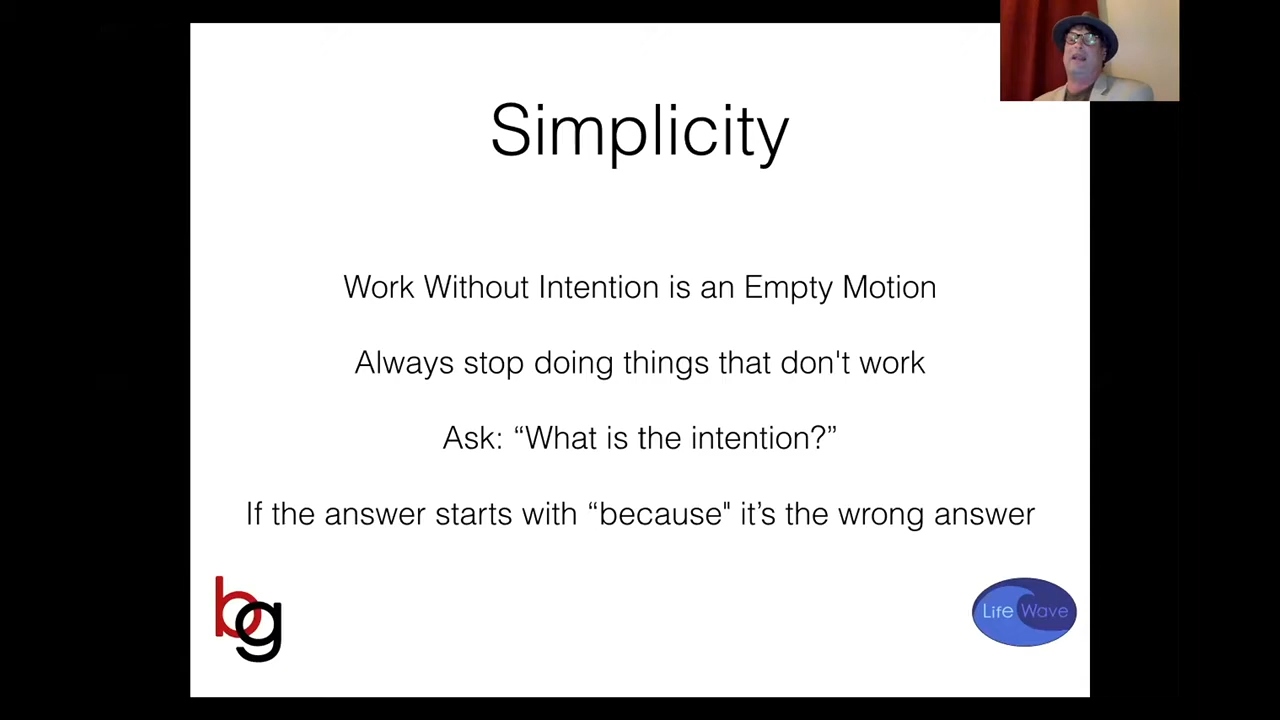 Simplicity
Work Without Intention is an Empty Motion
Always stop doing things that don't work
Ask: “What is the intention?”
If the answer starts with “because" it’s the wrong answer
bg
Life Wave